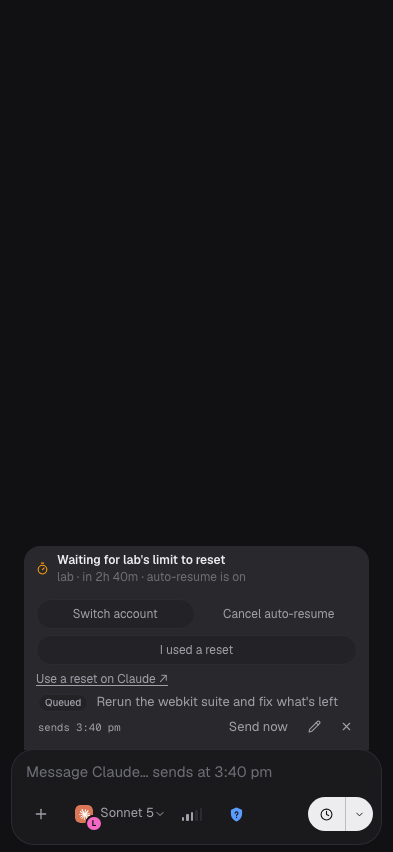 Waiting for lab's limit to reset
lab · in 2h 40m · auto-resume is on
Switch account
Cancel auto-resume
I used a reset
Use a reset on Claude ↗
Queued Rerun the webkit suite and fix what's left
sends 3:40 pm
Send now
Message Claude… sends at 3:40 pm
Sonnet 5
L